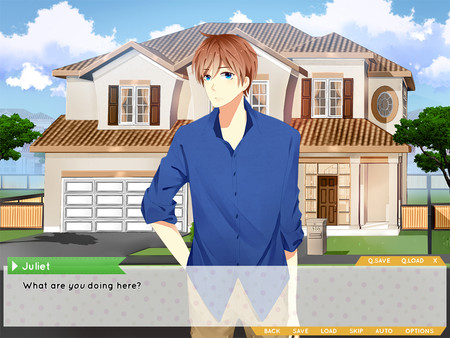 Q.SAVE Q.LOAD X
Juliet
What are you doing here?
BACK SAVE LOAD SKIP AUTO OPTIONS